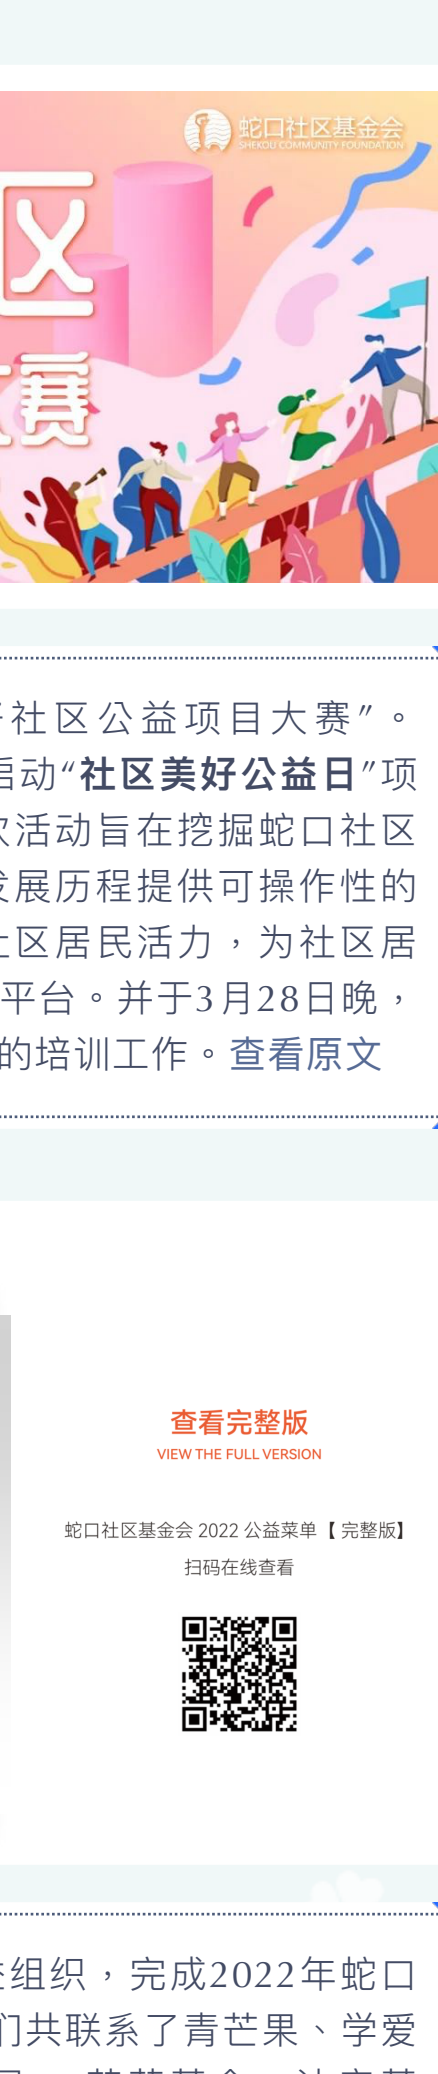 蛇口社区基金会
SHEKOU COMMUNITY FOUNDATION
区
赛
社区公益项目大赛”。
启动“社区美好公益日”项
次活动旨在挖掘蛇口社区
发展历程提供可操作性的
社区居民活力，为社区居
平台。并于3月28日晚，
的培训工作。查看原文
查看完整版
VIEW THE FULL VERSION
蛇口社区基金会 2022 公益菜单【 完整版】
扫码在线查看
组织，完成2022年蛇口
们共联系了青芒果、学爱